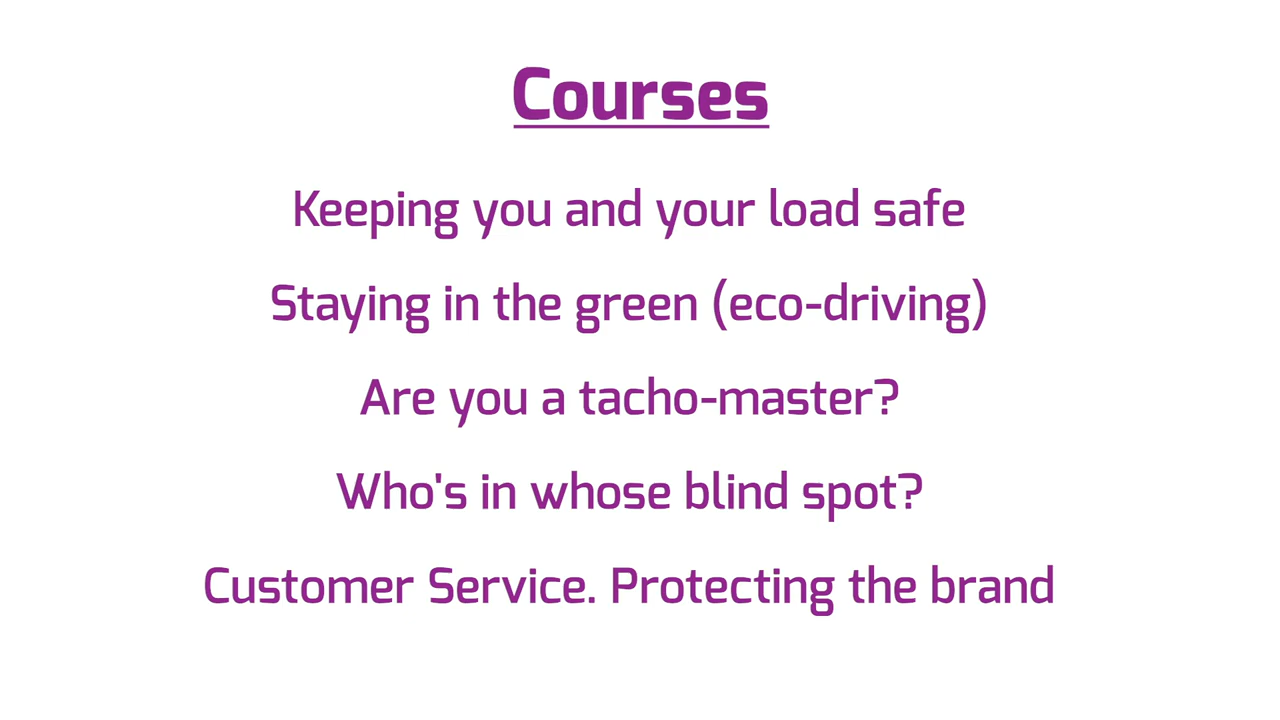 Courses
Keeping you and your load safe
Staying in the green (eco-driving)
Are you a tacho-master?
Who's in whose blind spot?
Customer Service. Protecting the brand